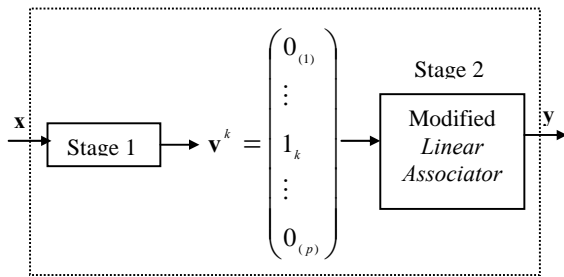 x
Stage 1
v^k =
0_(1)
⋮
1_k
⋮
0_(p)
Stage 2
Modified
Linear
Associator
y